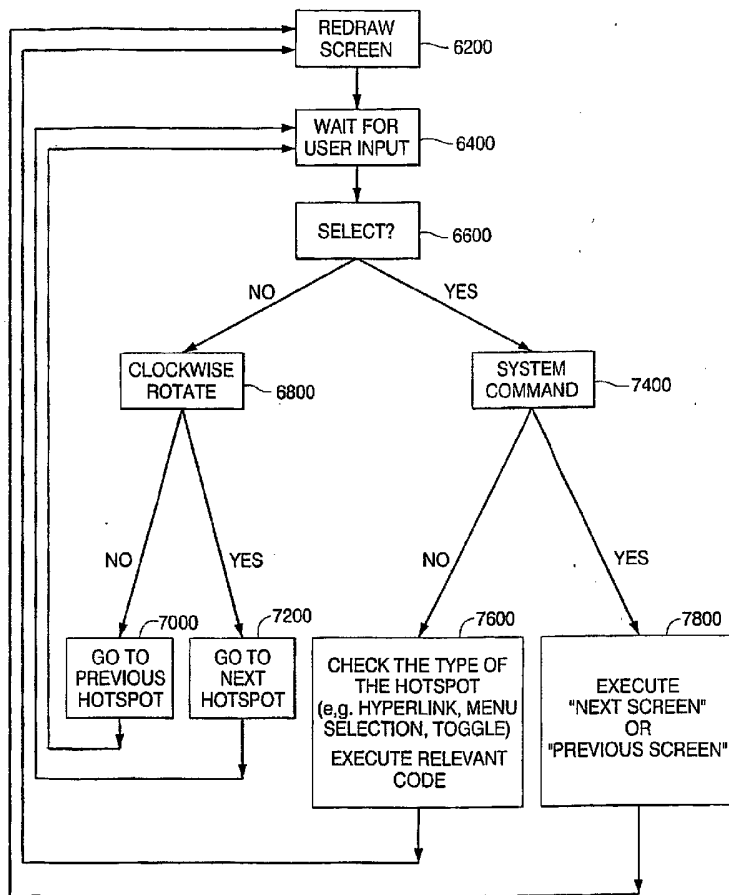 REDRAW
SCREEN
6200
WAIT FOR
USER INPUT
6400
SELECT?
6600
NO
YES
CLOCKWISE
ROTATE
6800
SYSTEM
COMMAND
7400
NO
YES
NO
YES
7000
GO TO
PREVIOUS
HOTSPOT
7200
GO TO
NEXT
HOTSPOT
7600
CHECK THE TYPE OF
THE HOTSPOT
(e,g. HYPERLINK, MENU
SELECTION, TOGGLE)
EXECUTE RELEVANT
CODE
7800
EXECUTE
"NEXT SCREEN"
OR
"PREVIOUS SCREEN"